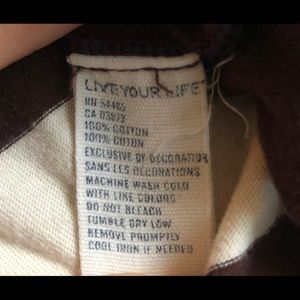 LIVE YOUR LIFE
RN 54485
CA 03873
100% COTTON
100% COTON
EXCLUSIVE OF DECORATION
SANS LES DÉCORATIONS
MACHINE WASH COLD
WITH LIKE COLORS
DO NOT BLEACH
TUMBLE DRY LOW
REMOVE PROMPTLY
COOL IRON IF NEEDED